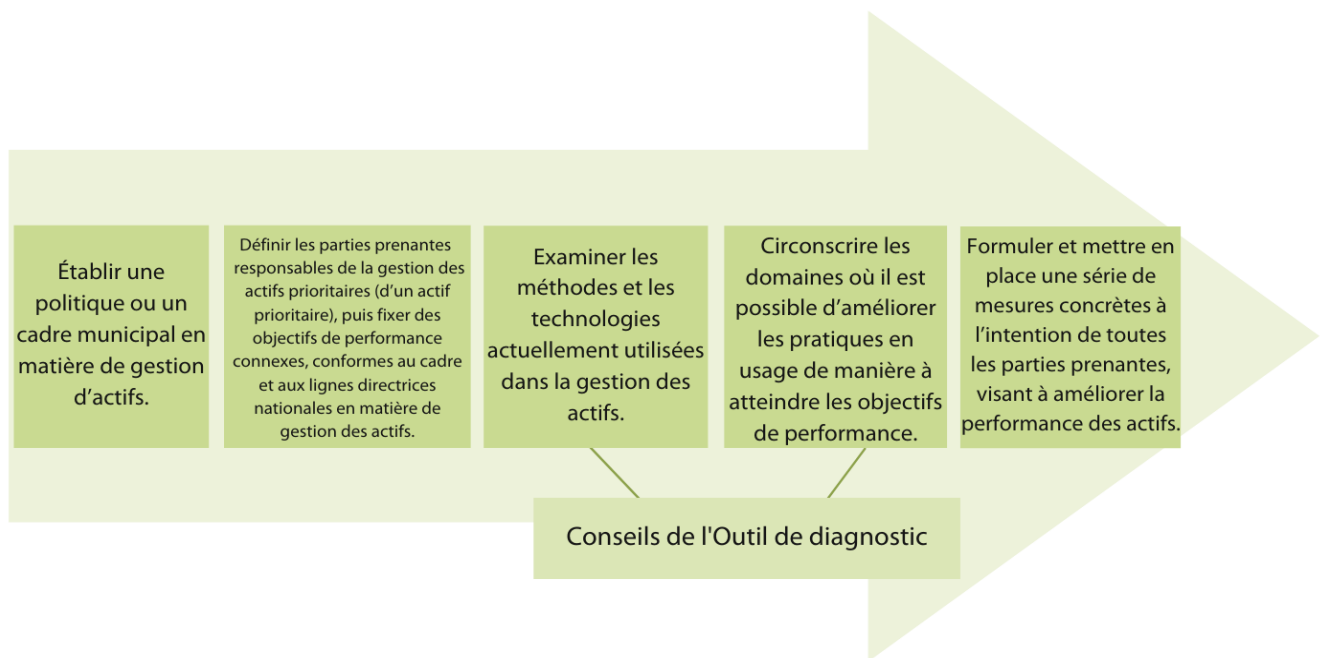 Établir une
politique ou un
cadre municipal en
matière de gestion
d’actifs.
Définir les parties prenantes
responsables de la gestion des
actifs prioritaires (d’un actif
prioritaire), puis fixer des
objectifs de performance
connexes, conformes au cadre
et aux lignes directrices
nationales en matière de
gestion des actifs.
Examiner les
méthodes et les
technologies
actuellement utilisées
dans la gestion des
actifs.
Circonscrire les
domaines où il est
possible d’améliorer
les pratiques en
usage de manière à
atteindre les objectifs
de performance.
Formuler et mettre en
place une série de
mesures concrètes à
l’intention de toutes
les parties prenantes,
visant à améliorer la
performance des actifs.
Conseils de l'Outil de diagnostic